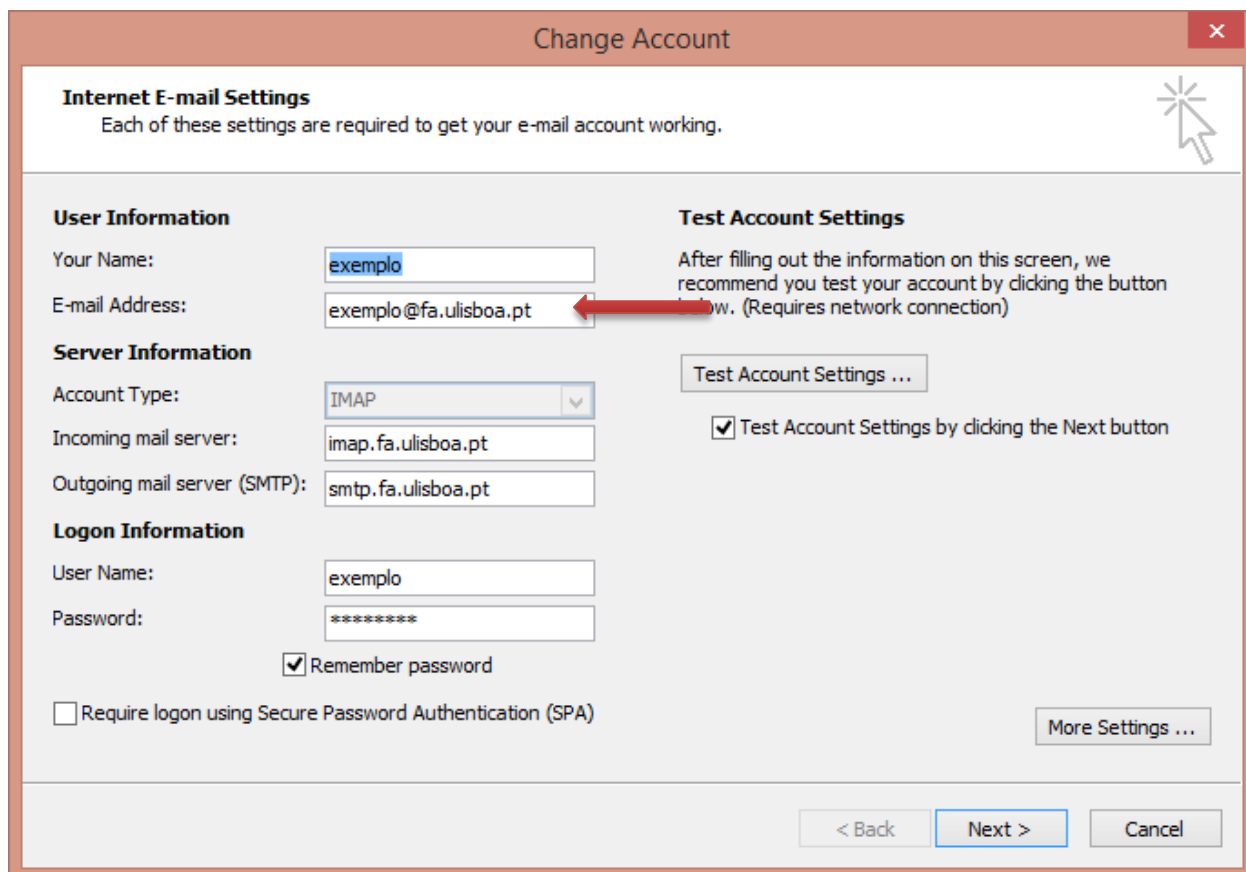 Change Account
Internet E-mail Settings
Each of these settings are required to get your e-mail account working.
User Information
Your Name:
exemplo
E-mail Address:
exemplo@fa.ulisboa.pt
Server Information
Account Type:
IMAP
Incoming mail server:
imap.fa.ulisboa.pt
Outgoing mail server (SMTP):
smtp.fa.ulisboa.pt
Logon Information
User Name:
exemplo
Password:
********
Remember password
Require logon using Secure Password Authentication (SPA)
Test Account Settings
After filling out the information on this screen, we
recommend you test your account by clicking the button
below. (Requires network connection)
Test Account Settings ...
Test Account Settings by clicking the Next button
More Settings ...
< Back
Next >
Cancel